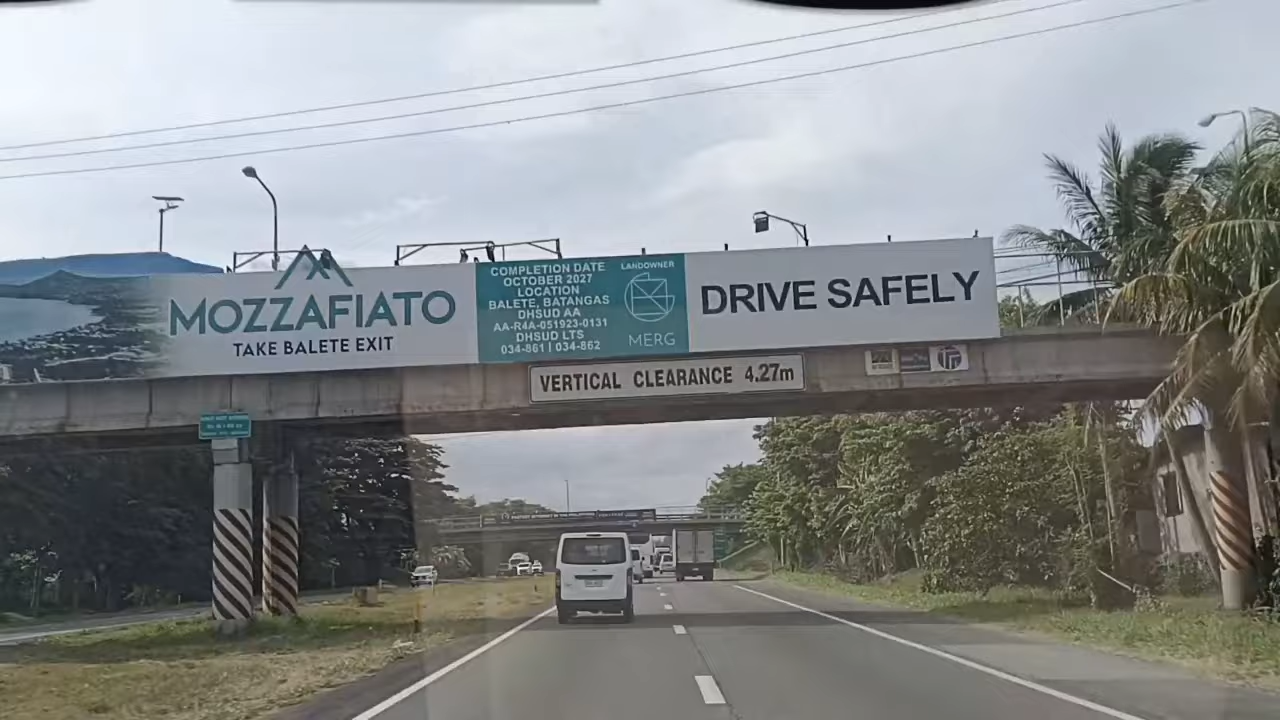 MOZZAFIATO
TAKE BALETE EXIT
COMPLETION DATE
OCTOBER 2027
LOCATION
BALETE, BATANGAS
DHSUD AA
AA-R4A-051923-0131
DHSUD LTS
034-861 | 034-862
LANDOWNER
MERG
DRIVE SAFELY
VERTICAL CLEARANCE 4.27m